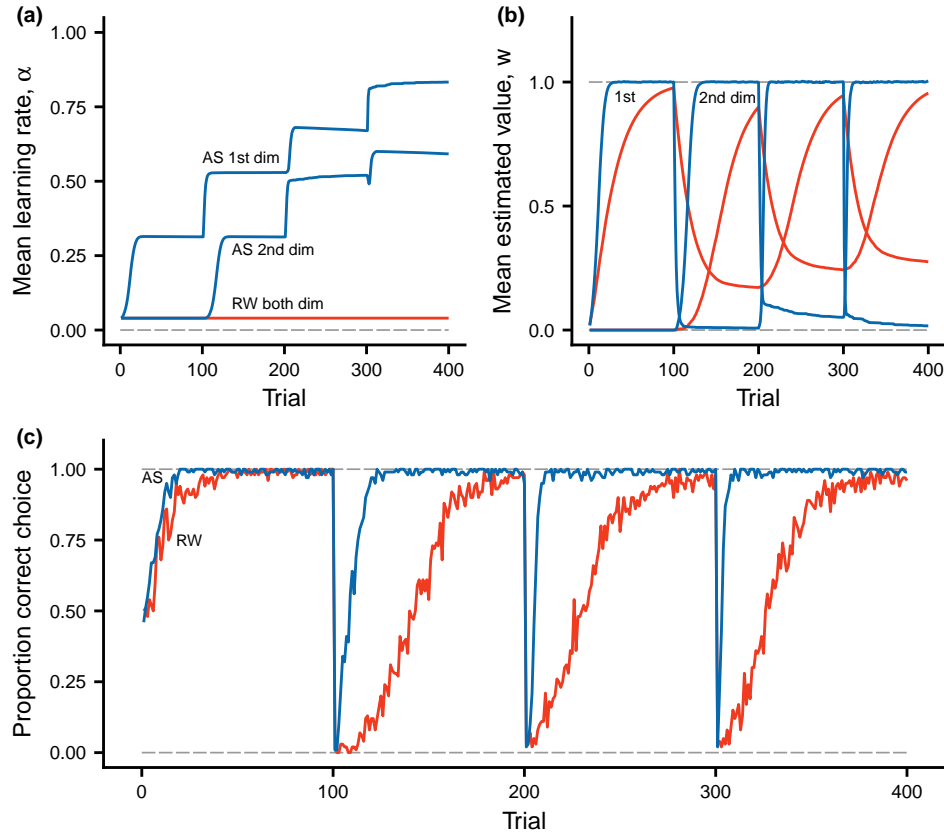 (a)
1.00
0.75
0.50
0.25
0.00
Mean learning rate, α
AS 1st dim
AS 2nd dim
RW both dim
0
100
200
300
400
Trial
(b)
1.0
0.5
0.0
Mean estimated value, w
1st
2nd dim
0
100
200
300
400
Trial
(c)
1.00
0.75
0.50
0.25
0.00
Proportion correct choice
AS
RW
0
100
200
300
400
Trial